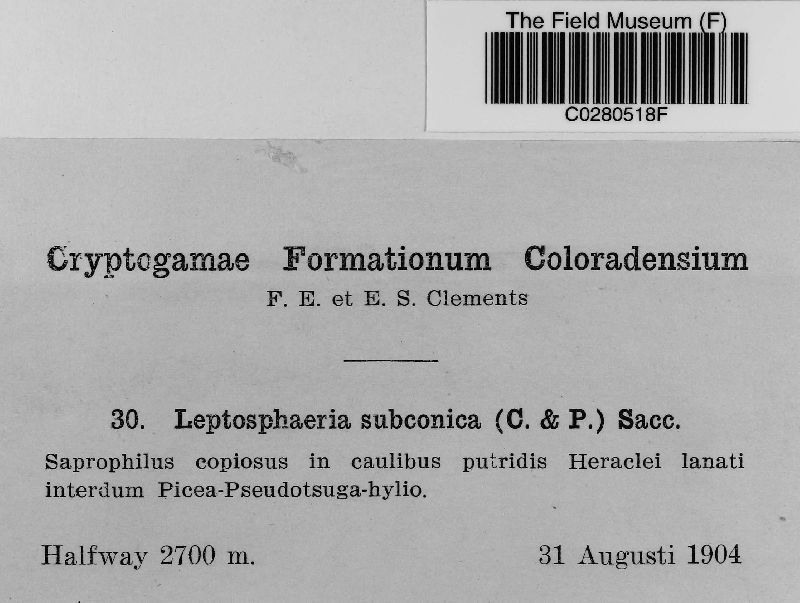 The Field Museum (F)
C0280518F
Cryptogamae Formationum Coloradensium
F. E. et E. S. Clements
30. Leptosphaeria subconica (C. & P.) Sacc.
Saprophilus copiosus in caulibus putridis Heraclei lanati
interdum Picea-Pseudotsuga-hylio.
Halfway 2700 m. 31 Augusti 1904